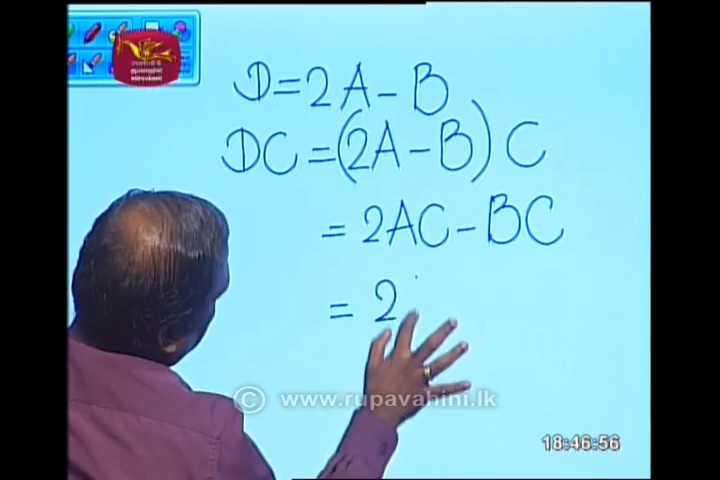 D = 2A - B
DC = (2A - B) C
= 2AC - BC
= 2
© www.rupavahini.lk
18:46:56